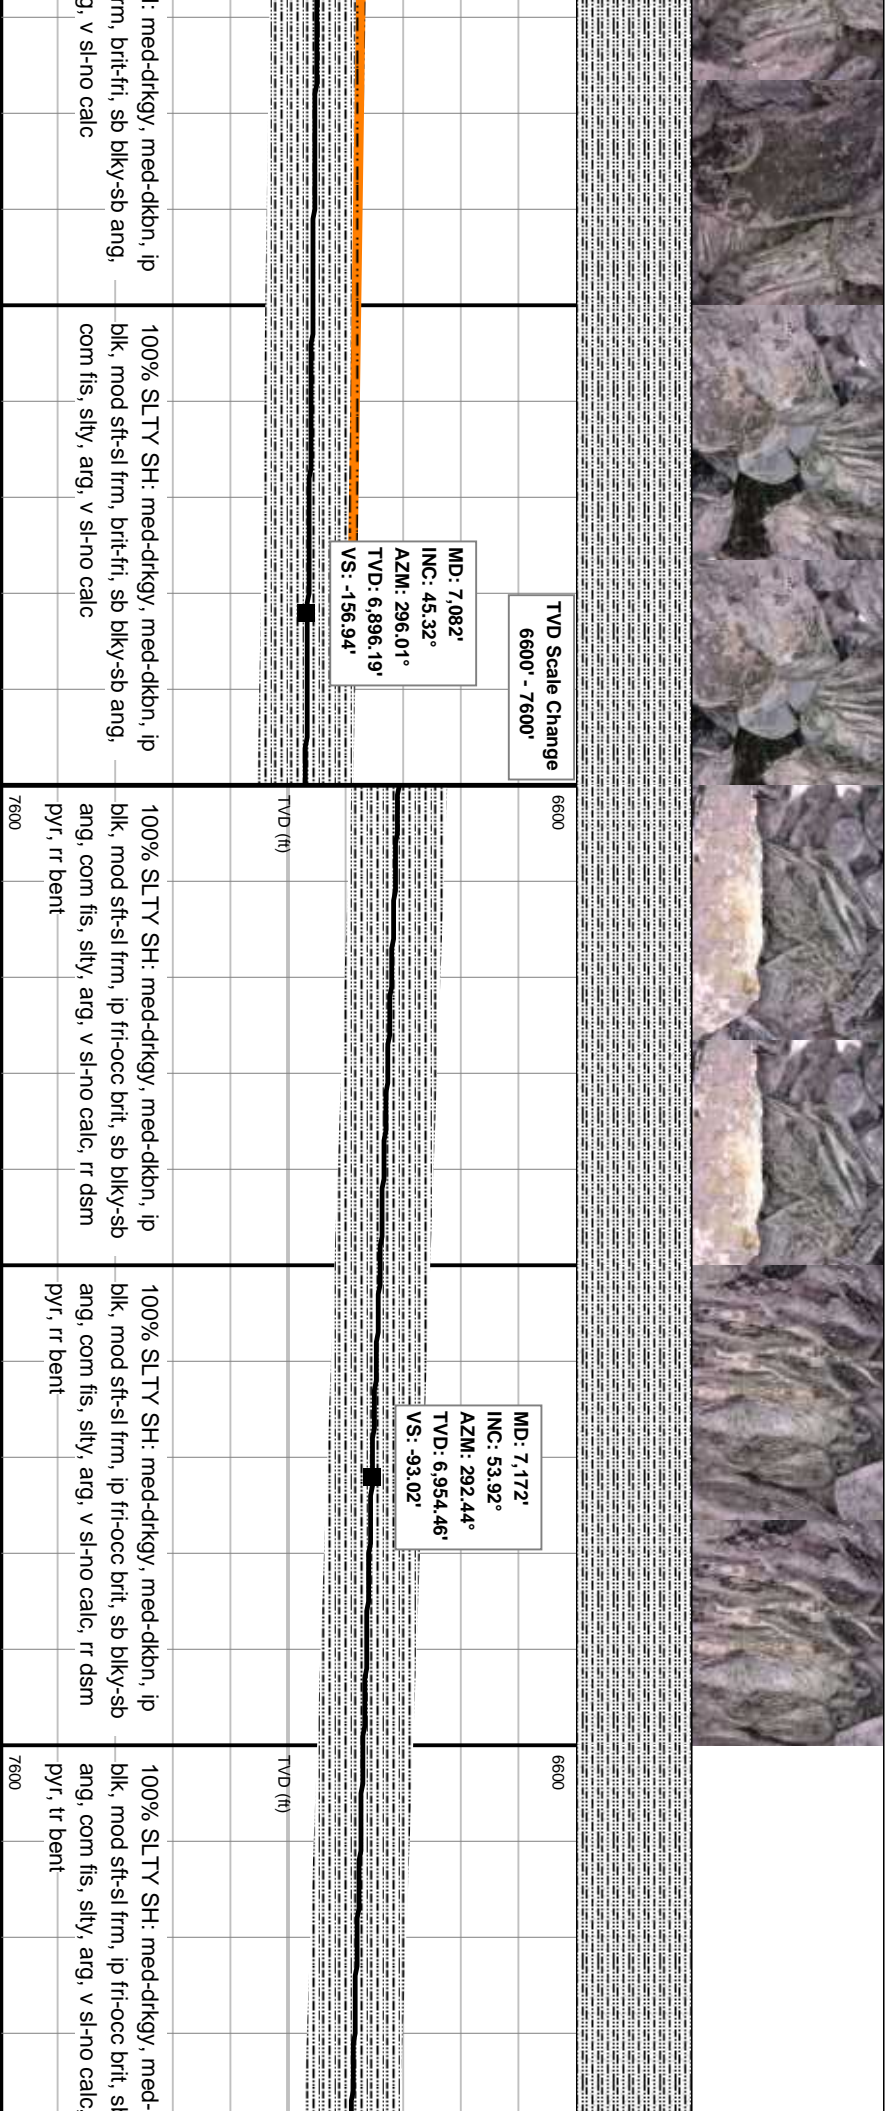 : med-drkgy, med-dkbn, ip
rm, brit-fri, sb blky-sb ang,
g, v sl-no calc
100% SLTY SH: med-drkgy, med-dkbn, ip
blk, mod sft-sl frm, brit-fri, sb blky-sb ang,
com fis, slty, arg, v sl-no calc
MD: 7,082'
INC: 45.32°
AZM: 296.01°
TVD: 6,896.19'
VS: -156.94'
TVD Scale Change
6600' - 7600'
6600
TVD (ft)
7600
100% SLTY SH: med-drkgy, med-dkbn, ip
blk, mod sft-sl frm, ip fri-occ brit, sb blky-sb
ang, com fis, slty, arg, v sl-no calc, rr dsm
pyr, rr bent
100% SLTY SH: med-drkgy, med-dkbn, ip
blk, mod sft-sl frm, ip fri-occ brit, sb blky-sb
ang, com fis, slty, arg, v sl-no calc, rr dsm
pyr, rr bent
MD: 7,172'
INC: 53.92°
AZM: 292.44°
TVD: 6,954.46'
VS: -93.02'
6600
TVD (ft)
7600
100% SLTY SH: med-drkgy, med-
blk, mod sft-sl frm, ip fri-occ brit, sb
ang, com fis, slty, arg, v sl-no calc,
pyr, tr bent